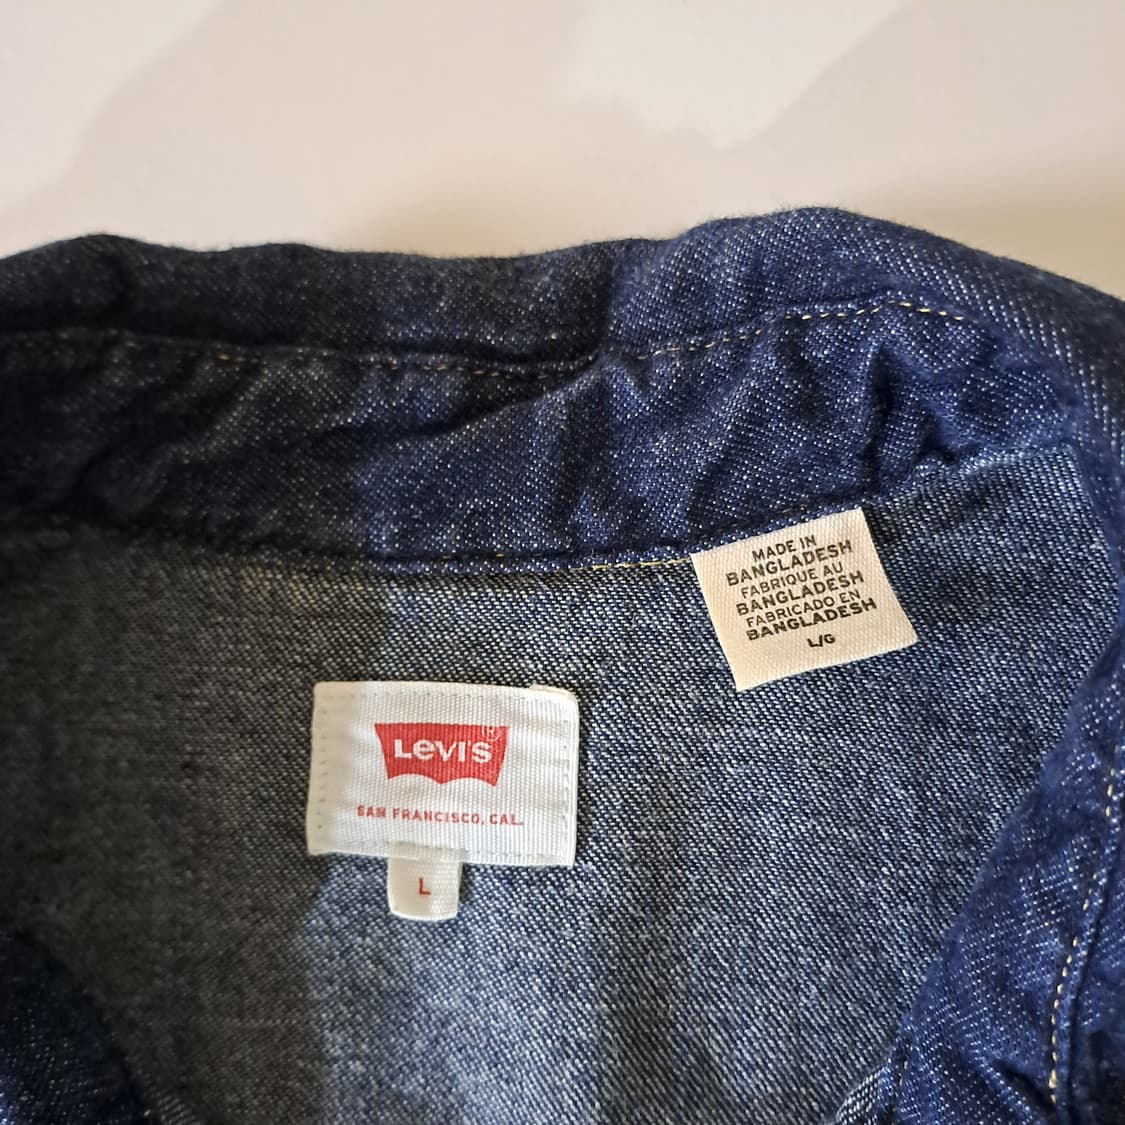 MADE IN
BANGLADESH
FABRIQUE AU
BANGLADESH
FABRICADO EN
BANGLADESH
L/G
LEVI'S®
SAN FRANCISCO, CAL.
L